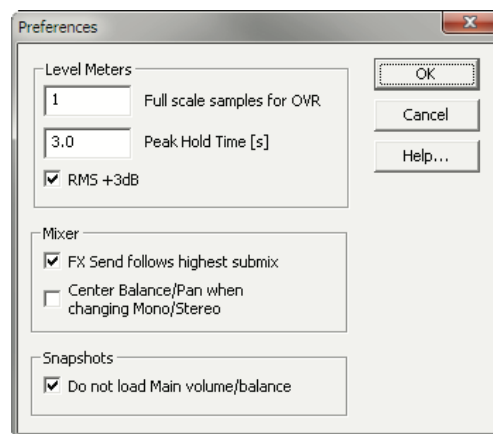 Preferences
Level Meters
1 Full scale samples for OVR
3.0 Peak Hold Time [s]
RMS +3dB
Mixer
FX Send follows highest submix
Center Balance/Pan when
changing Mono/Stereo
Snapshots
Do not load Main volume/balance
OK
Cancel
Help...